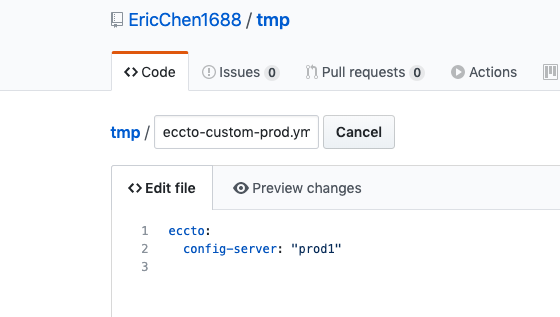 EricChen1688 / tmp
<> Code Issues 0 Pull requests 0 Actions
tmp / eccto-custom-prod.ym Cancel
<> Edit file Preview changes
1 eccto:
2 config-server: "prod1"
3